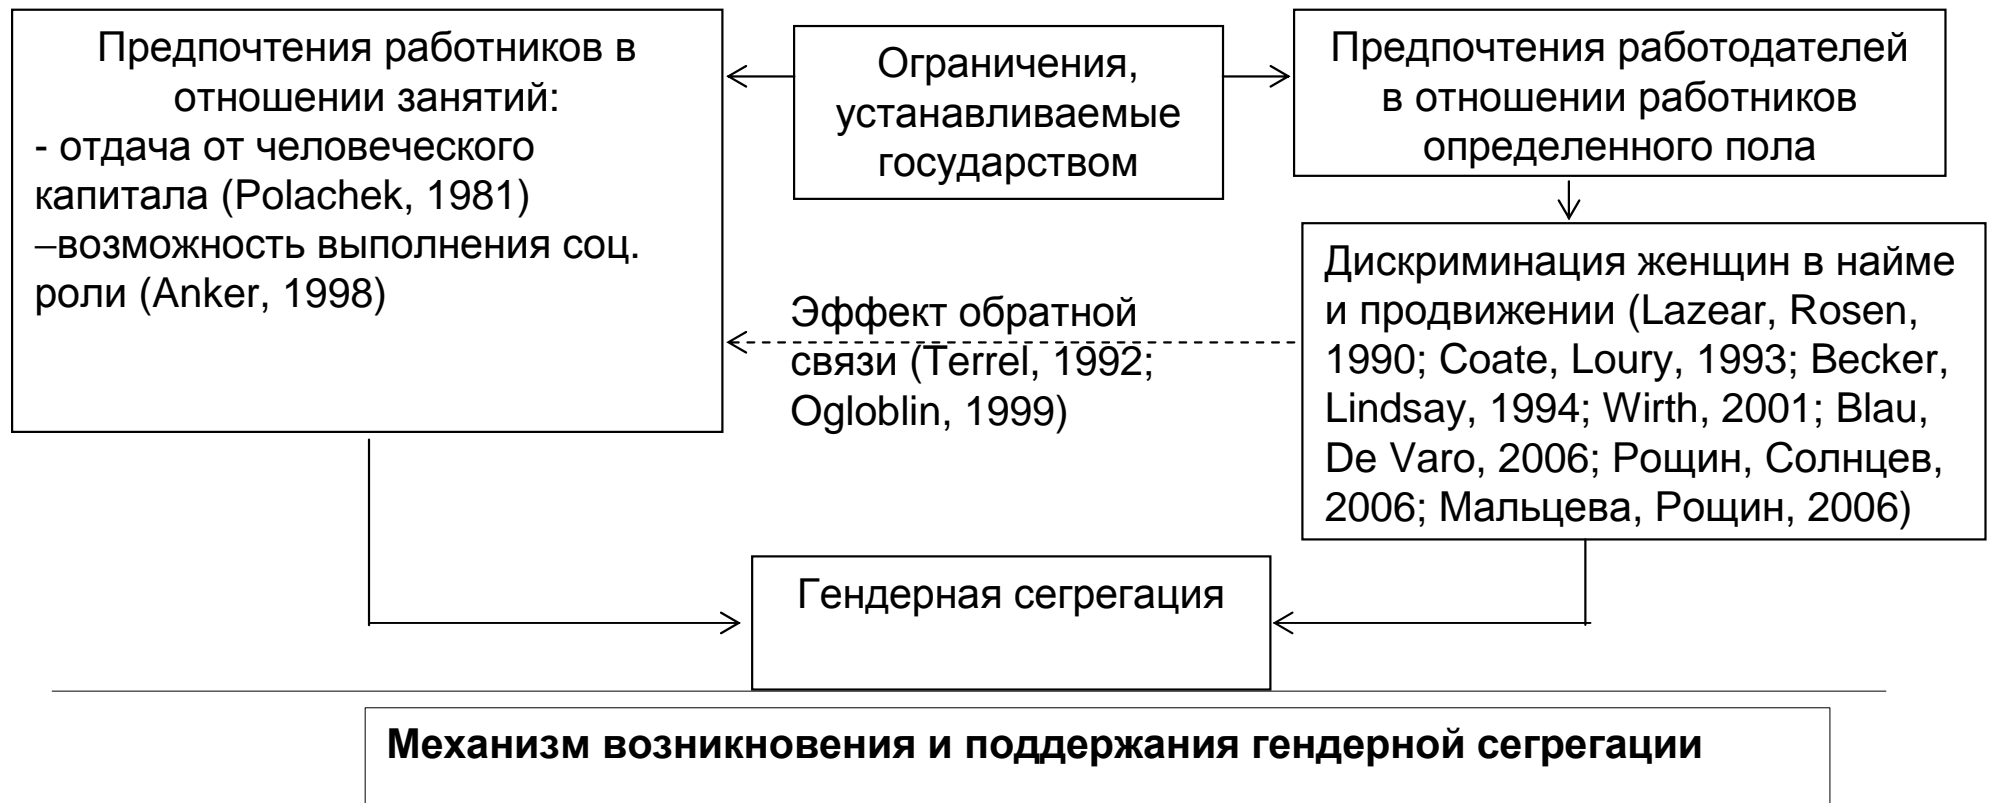 Предпочтения работников в
отношении занятий:
- отдача от человеческого
капитала (Polachek, 1981)
–возможность выполнения соц.
роли (Anker, 1998)
Ограничения,
устанавливаемые
государством
Предпочтения работодателей
в отношении работников
определенного пола
Эффект обратной
связи (Terrel, 1992;
Ogloblin, 1999)
Дискриминация женщин в найме
и продвижении (Lazear, Rosen,
1990; Coate, Loury, 1993; Becker,
Lindsay, 1994; Wirth, 2001; Blau,
De Varo, 2006; Рощин, Солнцев,
2006; Мальцева, Рощин, 2006)
Гендерная сегрегация
Механизм возникновения и поддержания гендерной сегрегации